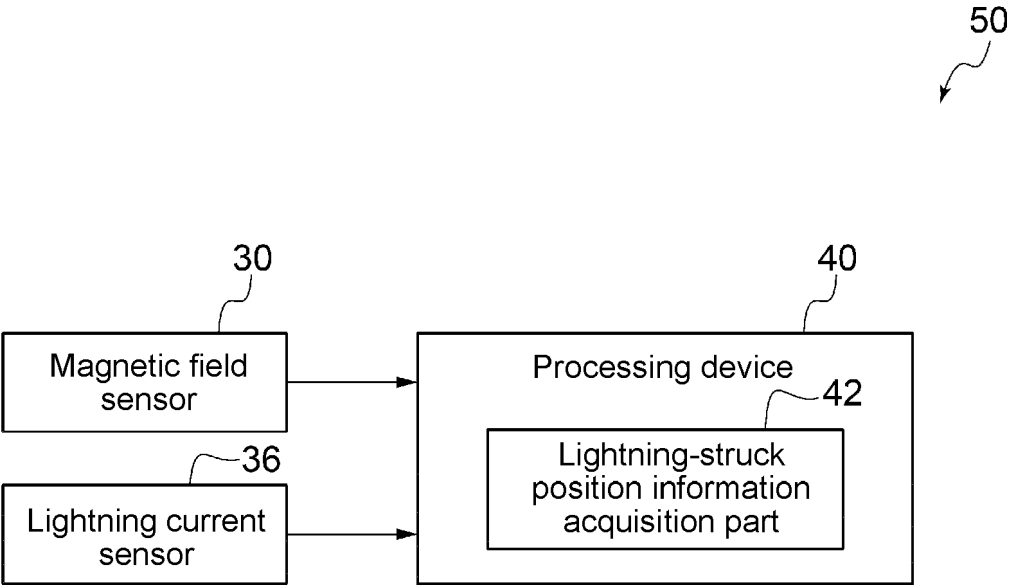 50
30
40
Magnetic field
sensor
Processing device
42
36
Lightning-struck
position information
acquisition part
Lightning current
sensor